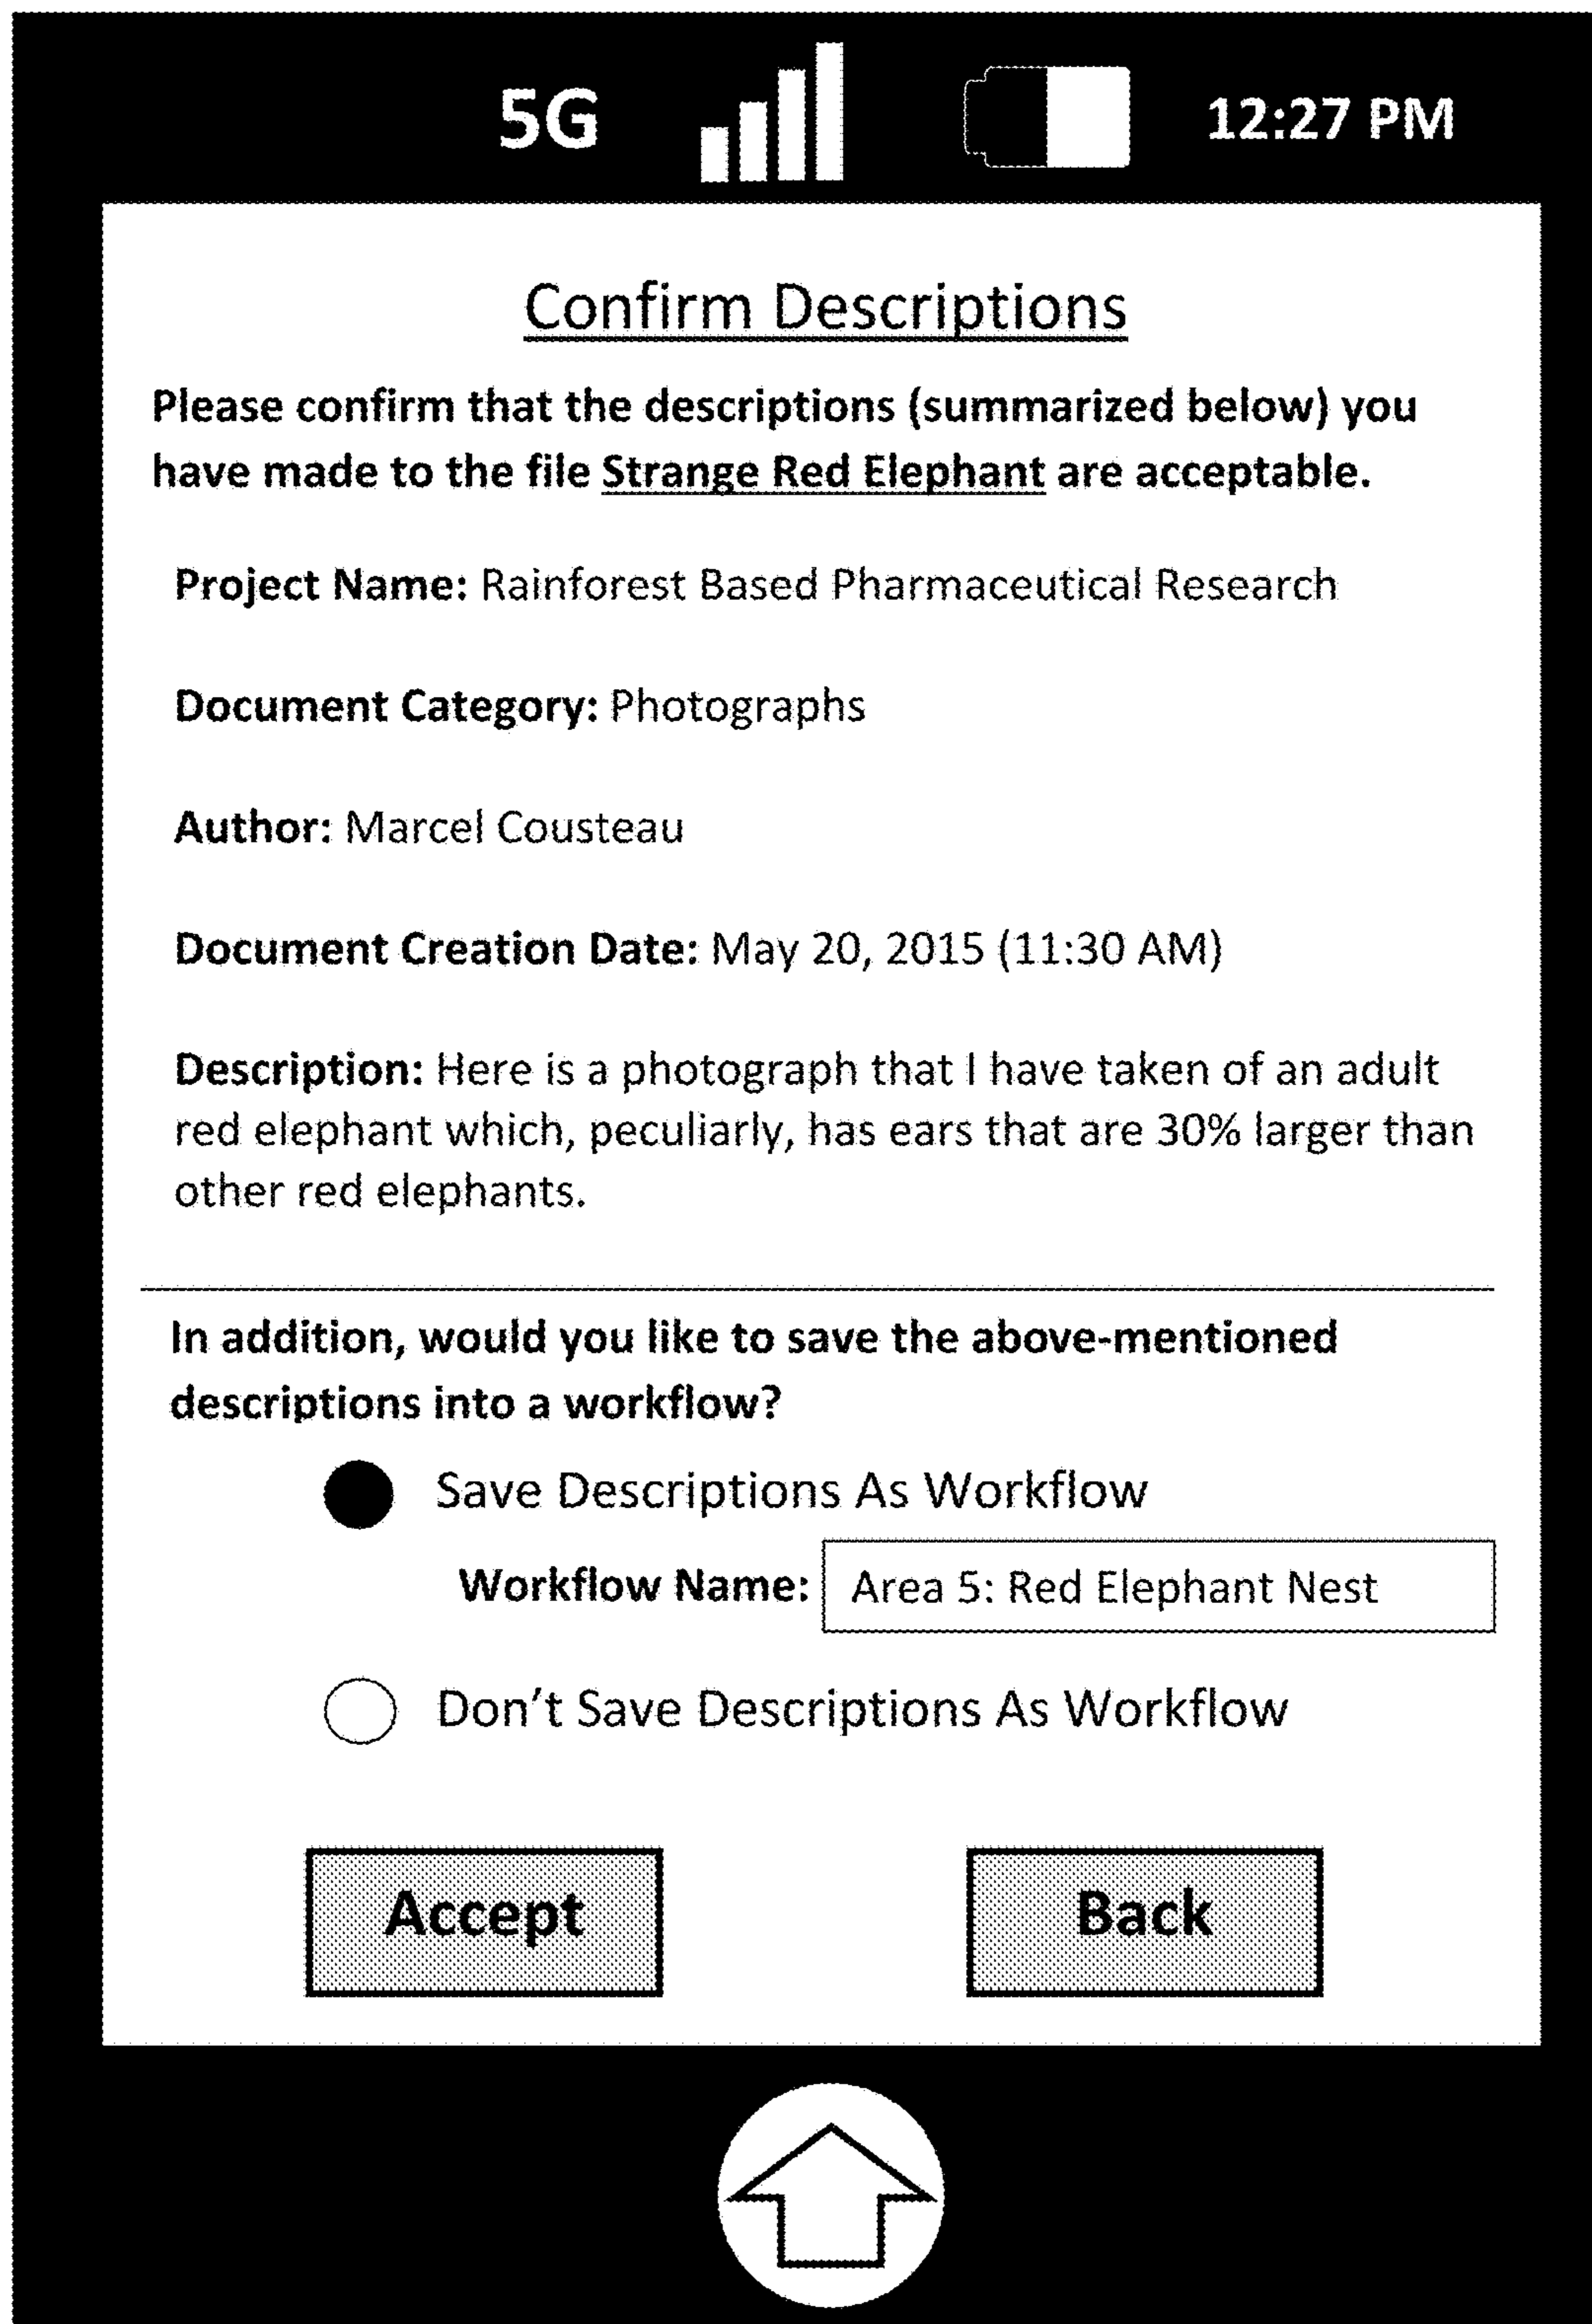 5G 12:27 PM
Confirm Descriptions
Please confirm that the descriptions (summarized below) you
have made to the file Strange Red Elephant are acceptable.
Project Name: Rainforest Based Pharmaceutical Research
Document Category: Photographs
Author: Marcel Cousteau
Document Creation Date: May 20, 2015 (11:30 AM)
Description: Here is a photograph that I have taken of an adult
red elephant which, peculiarly, has ears that are 30% larger than
other red elephants.
In addition, would you like to save the above-mentioned
descriptions into a workflow?
Save Descriptions As Workflow
Workflow Name: Area 5: Red Elephant Nest
Don't Save Descriptions As Workflow
Accept Back